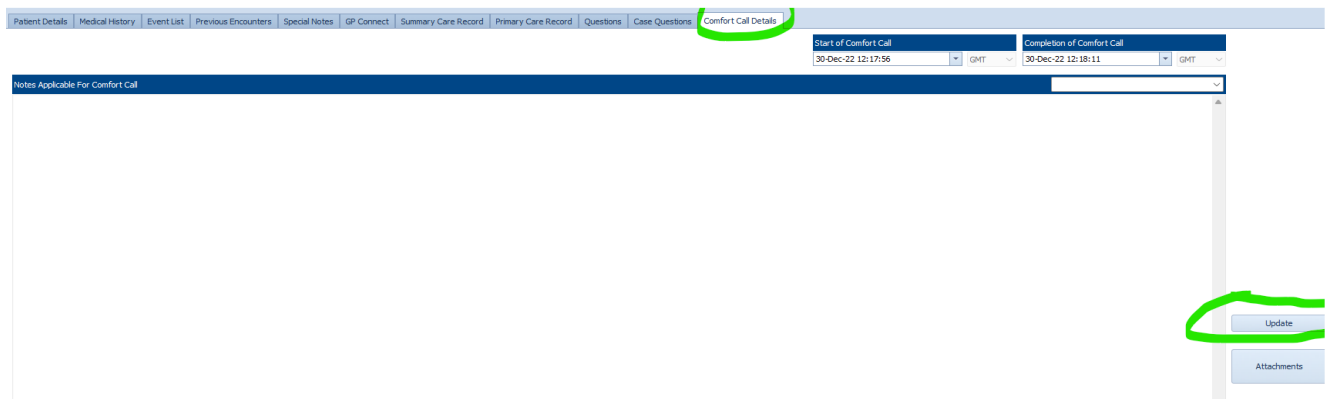 Patient Details Medical History Event List Previous Encounters Special Notes GP Connect Summary Care Record Primary Care Record Questions Case Questions Comfort Call Details
Start of Comfort Call Completion of Comfort Call
30-Dec-22 12:17:56 GMT 30-Dec-22 12:18:11 GMT
Notes Applicable For Comfort Call
Update
Attachments